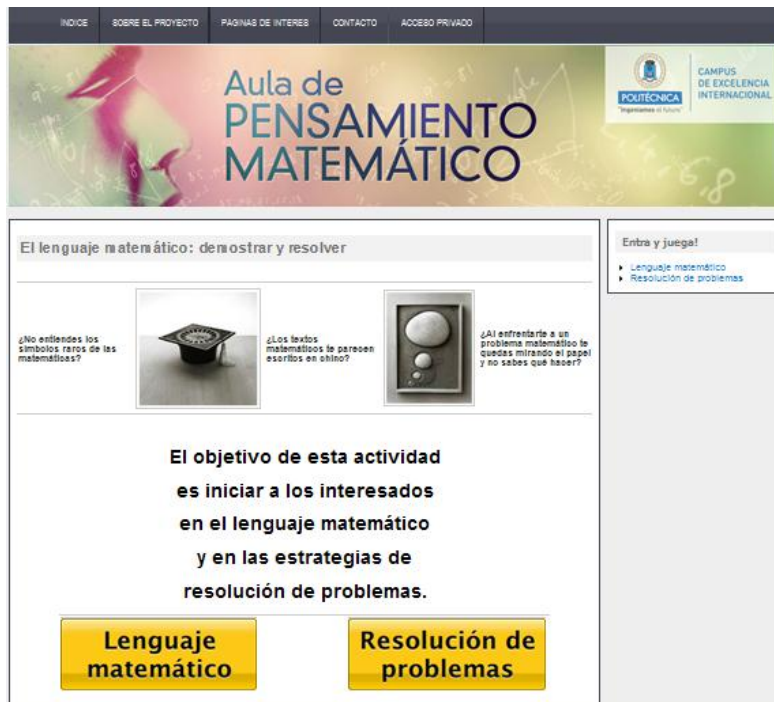 INDICE SOBRE EL PROYECTO PAGINAS DE INTERES CONTACTO ACCESO PRIVADO
Aula de
PENSAMIENTO
MATEMÁTICO
POLITÉCNICA
"Ingeniamos el futuro"
CAMPUS
DE EXCELENCIA
INTERNACIONAL
El lenguaje matemático: demostrar y resolver
¿No entiendes los
símbolos raros de las
matemáticas?
¿Los textos
matemáticos te parecen
escritos en chino?
¿Al enfrentarte a un
problema matemático te
quedas mirando el papel
y no sabes qué hacer?
El objetivo de esta actividad
es iniciar a los interesados
en el lenguaje matemático
y en las estrategias de
resolución de problemas.
Lenguaje
matemático
Resolución de
problemas
Entra y juega!
Lenguaje matemático
Resolución de problemas